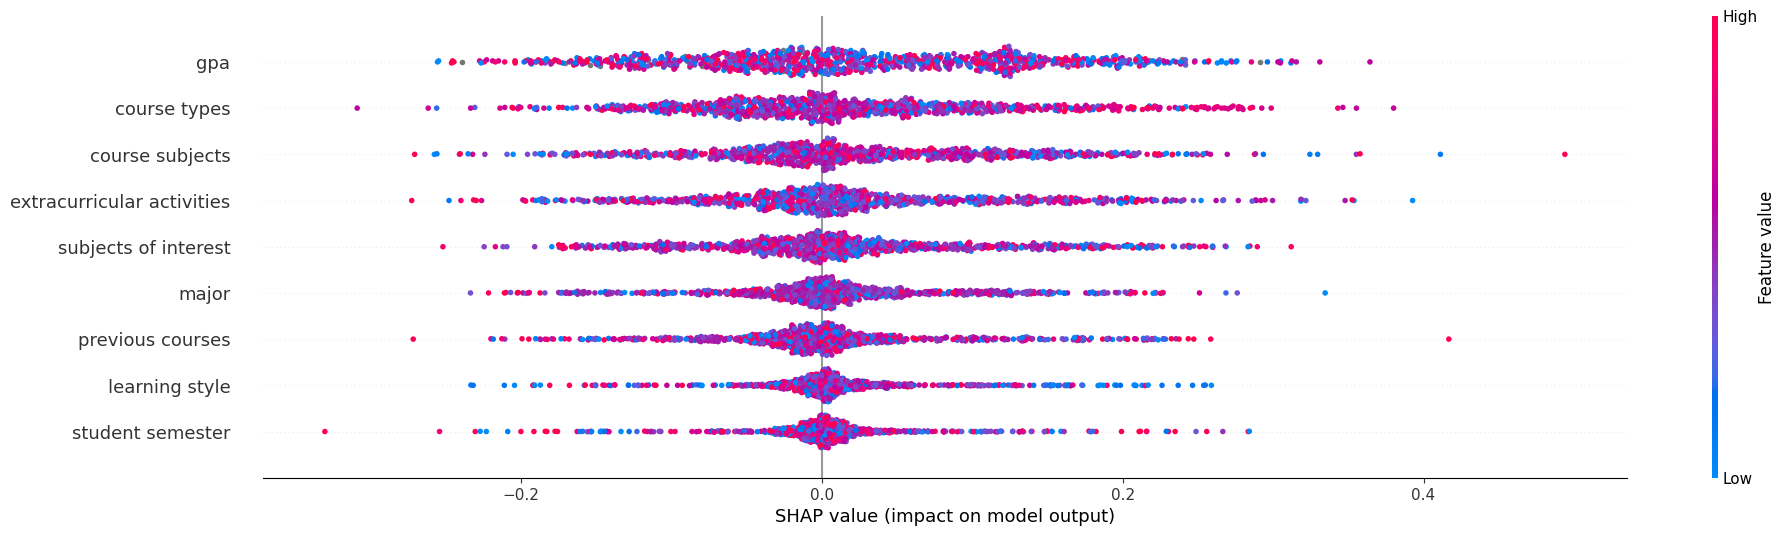 gpa
course types
course subjects
extracurricular activities
subjects of interest
major
previous courses
learning style
student semester
−0.2 0.0 0.2 0.4
SHAP value (impact on model output)
High
Feature value
Low